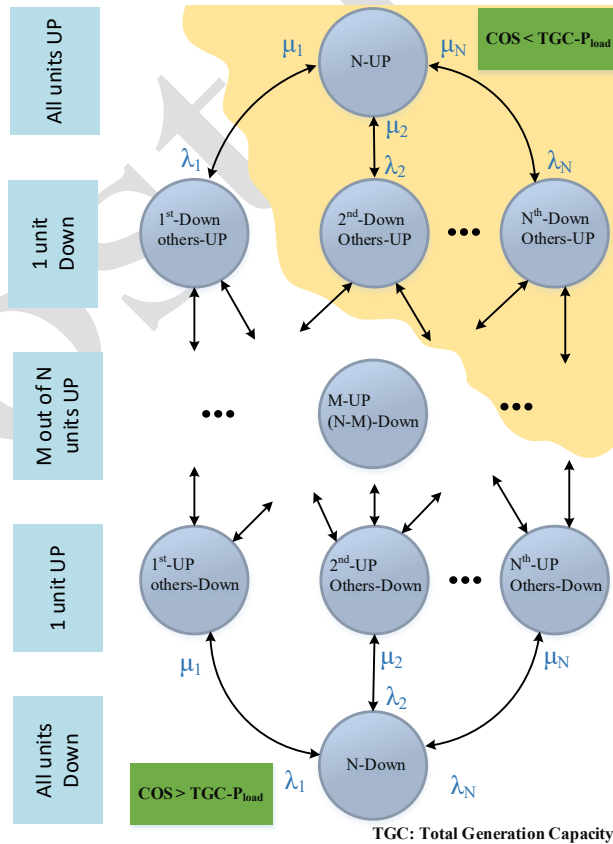 All units UP
COS < TGC-Pload
μ1
N-UP
μN
μ2
λ1
λ2
λN
1 unit
Down
1st-Down
others-UP
2nd-Down
Others-UP
•••
Nth-Down
Others-UP
M out of N
units UP
•••
M-UP
(N-M)-Down
•••
1 unit UP
1st-UP
others-Down
2nd-UP
Others-Down
•••
Nth-UP
Others-Down
μ1
μ2
μN
λ2
All units
Down
N-Down
λ1
λN
COS > TGC-Pload
TGC: Total Generation Capacity